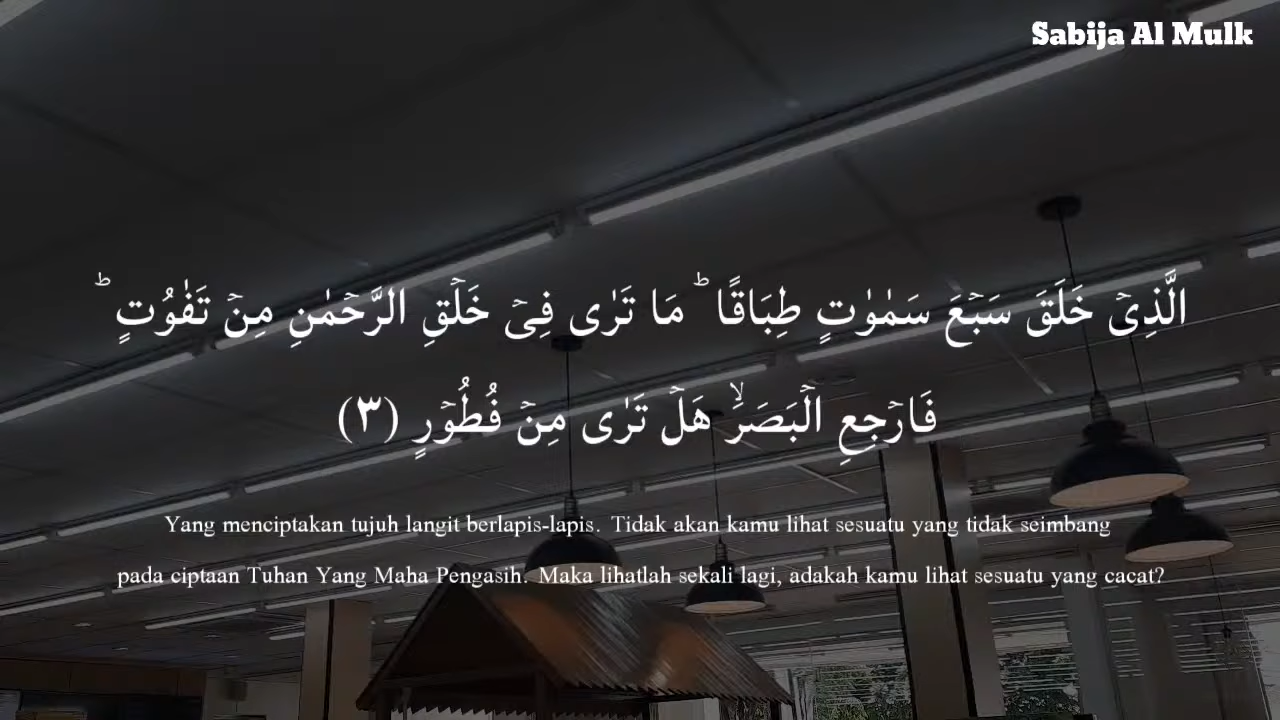 Sabija Al Mulk
الَّذِىۡ خَلَقَ سَبۡعَ سَمٰوٰتٍ طِبَاقًا ؕ مَا تَرٰى فِىۡ خَلۡقِ الرَّحۡمٰنِ مِنۡ تَفٰوُتٍ ؕ
فَارۡجِعِ الۡبَصَرَۙ هَلۡ تَرٰى مِنۡ فُطُوۡرٍ (٣)
Yang menciptakan tujuh langit berlapis-lapis. Tidak akan kamu lihat sesuatu yang tidak seimbang
pada ciptaan Tuhan Yang Maha Pengasih. Maka lihatlah sekali lagi, adakah kamu lihat sesuatu yang cacat?